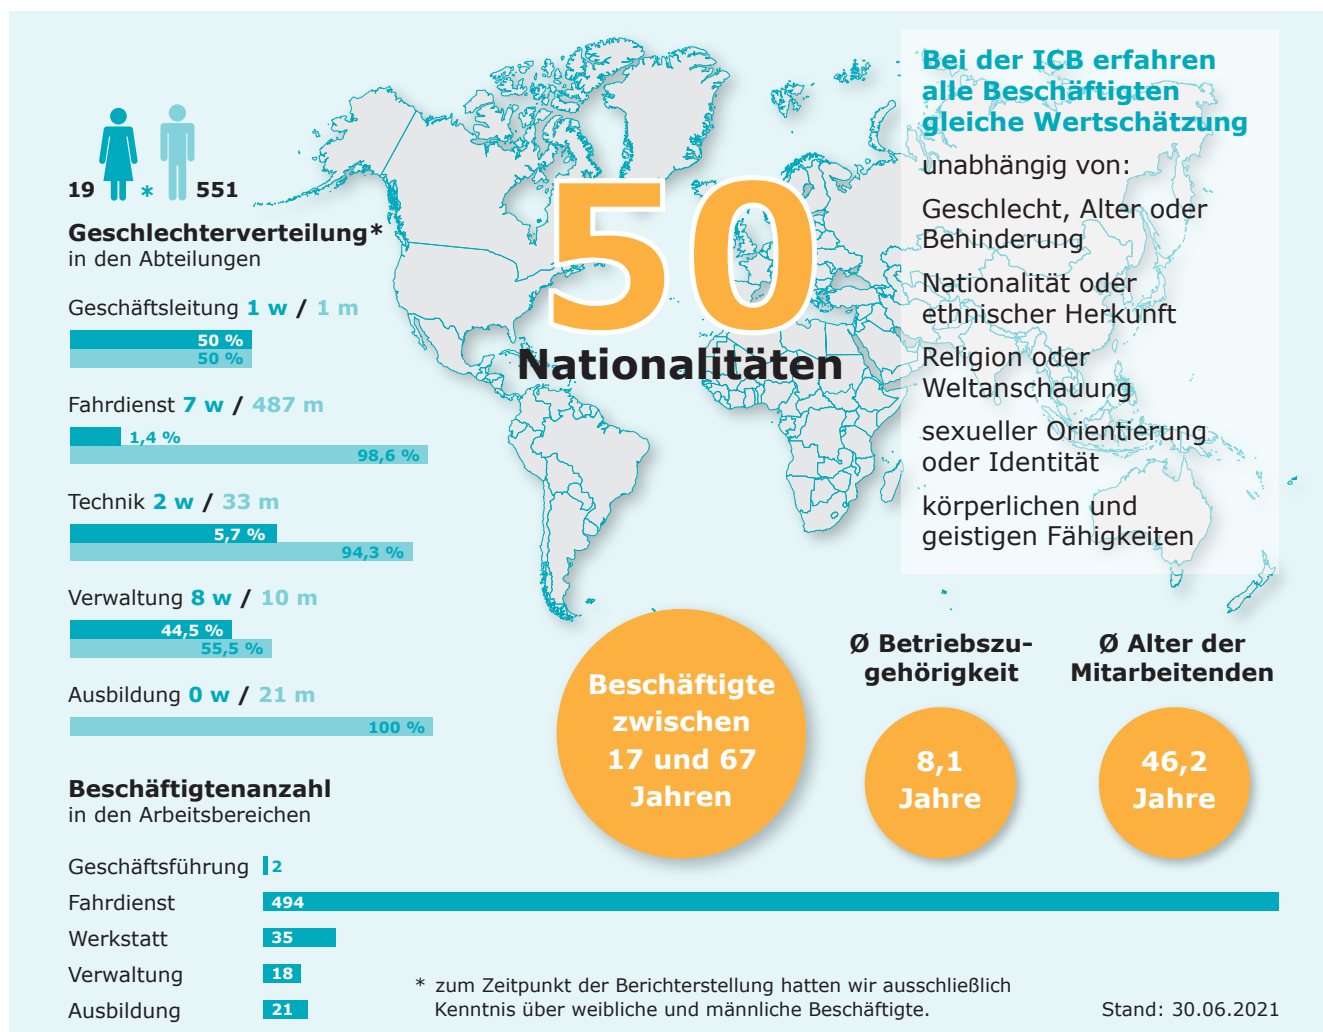 19 * 551
Geschlechterverteilung*
in den Abteilungen
Geschäftsleitung 1 w / 1 m
50 %
50 %
Fahrdienst 7 w / 487 m
1,4 %
98,6 %
Technik 2 w / 33 m
5,7 %
94,3 %
Verwaltung 8 w / 10 m
44,5 %
55,5 %
Ausbildung 0 w / 21 m
100 %
50
Nationalitäten
Bei der ICB erfahren
alle Beschäftigten
gleiche Wertschätzung
unabhängig von:
Geschlecht, Alter oder
Behinderung
Nationalität oder
ethnischer Herkunft
Religion oder
Weltanschauung
sexueller Orientierung
oder Identität
körperlichen und
geistigen Fähigkeiten
Beschäftigte
zwischen
17 und 67
Jahren
Ø Betriebszu-
gehörigkeit
8,1
Jahre
Ø Alter der
Mitarbeitenden
46,2
Jahre
Beschäftigtenanzahl
in den Arbeitsbereichen
Geschäftsführung 2
Fahrdienst 494
Werkstatt 35
Verwaltung 18
Ausbildung 21
* zum Zeitpunkt der Berichterstellung hatten wir ausschließlich
Kenntnis über weibliche und männliche Beschäftigte.
Stand: 30.06.2021